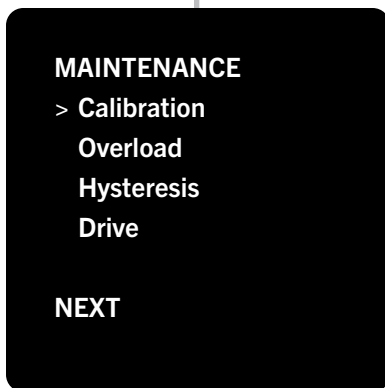 MAINTENANCE
> Calibration
Overload
Hysteresis
Drive
NEXT